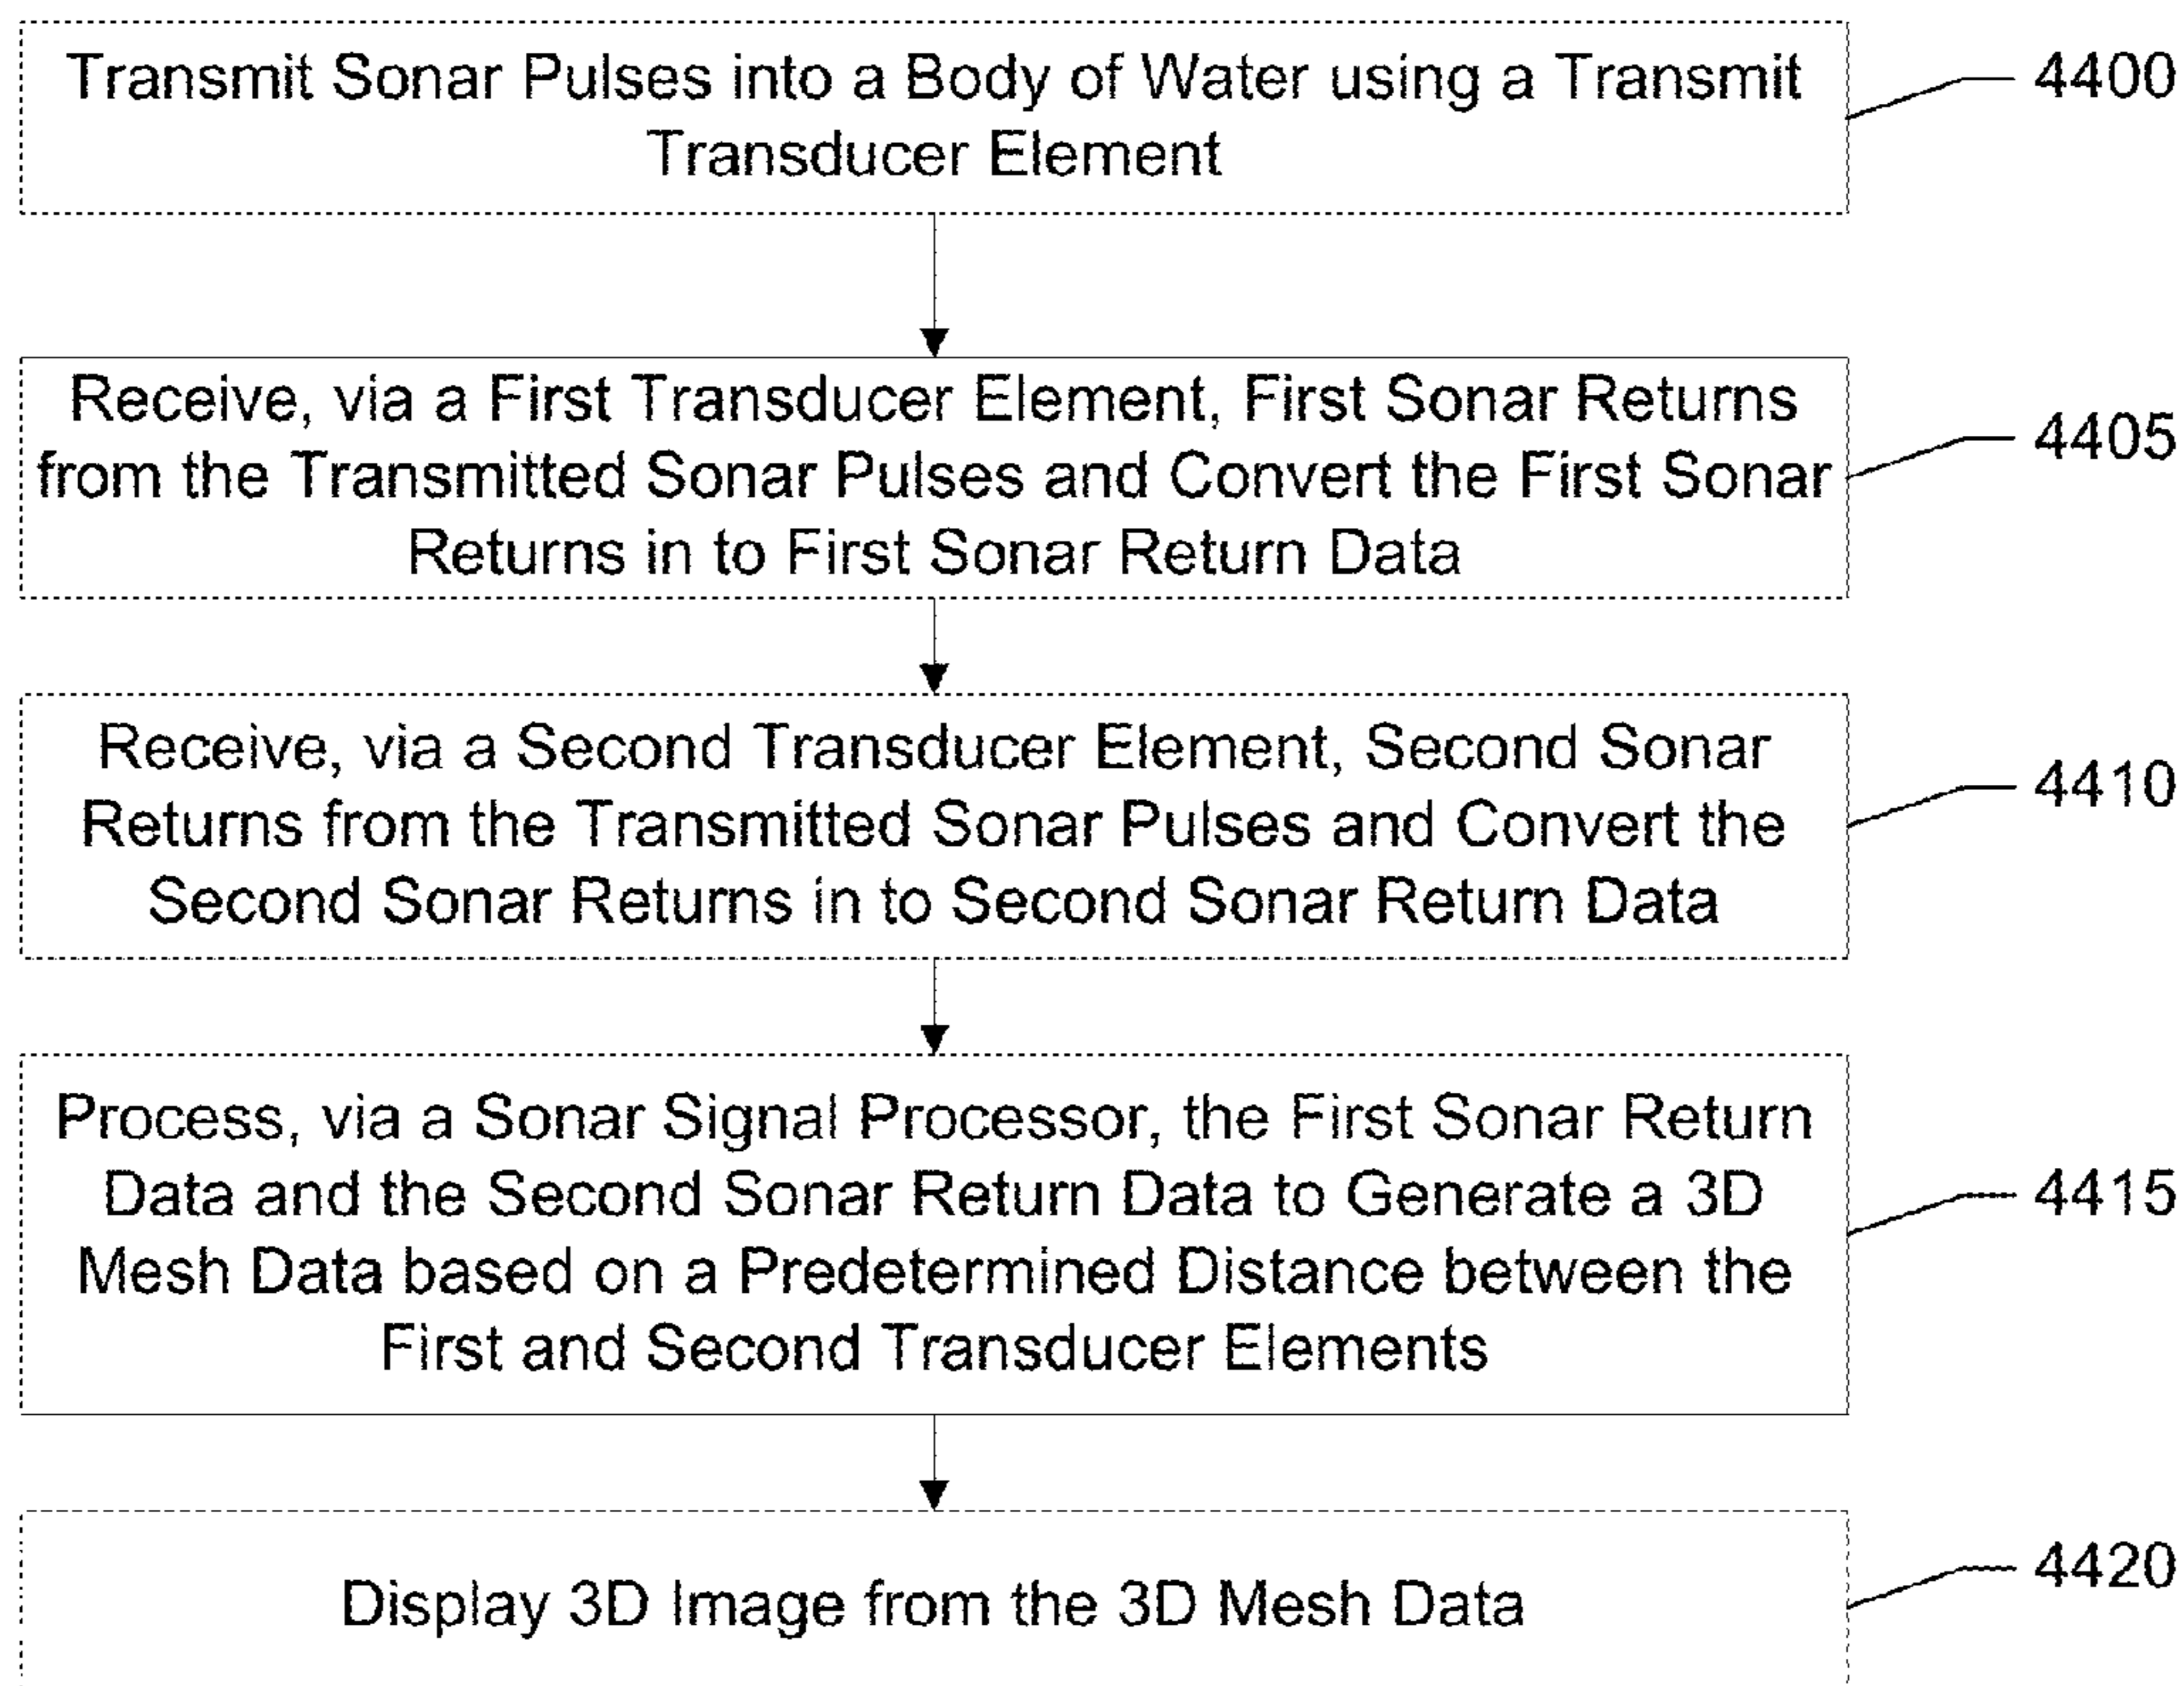 Transmit Sonar Pulses into a Body of Water using a Transmit
Transducer Element
4400
Receive, via a First Transducer Element, First Sonar Returns
from the Transmitted Sonar Pulses and Convert the First Sonar
Returns in to First Sonar Return Data
4405
Receive, via a Second Transducer Element, Second Sonar
Returns from the Transmitted Sonar Pulses and Convert the
Second Sonar Returns in to Second Sonar Return Data
4410
Process, via a Sonar Signal Processor, the First Sonar Return
Data and the Second Sonar Return Data to Generate a 3D
Mesh Data based on a Predetermined Distance between the
First and Second Transducer Elements
4415
Display 3D Image from the 3D Mesh Data
4420